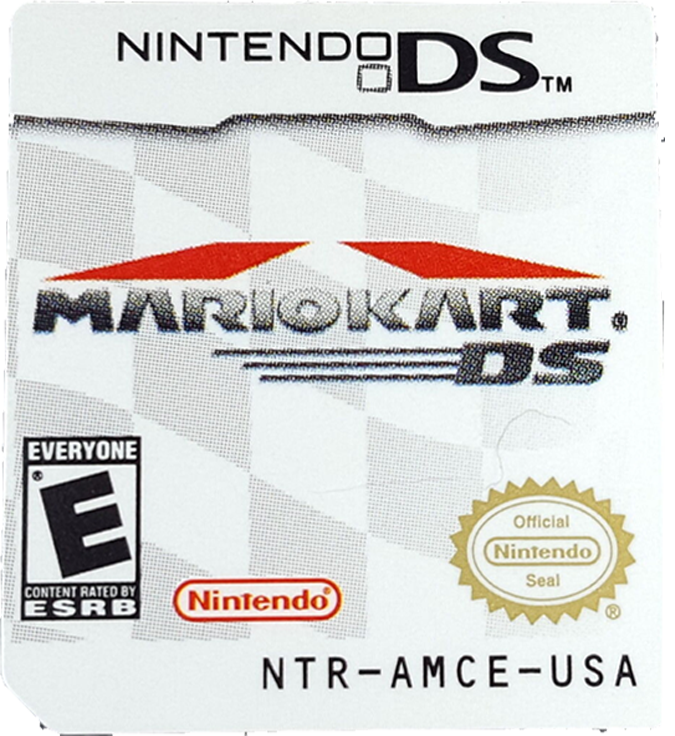 NINTENDO DS™
MARIOKART®
DS
EVERYONE
®
E
CONTENT RATED BY
ESRB
Nintendo®
Official
Nintendo
Seal
®
NTR-AMCE-USA